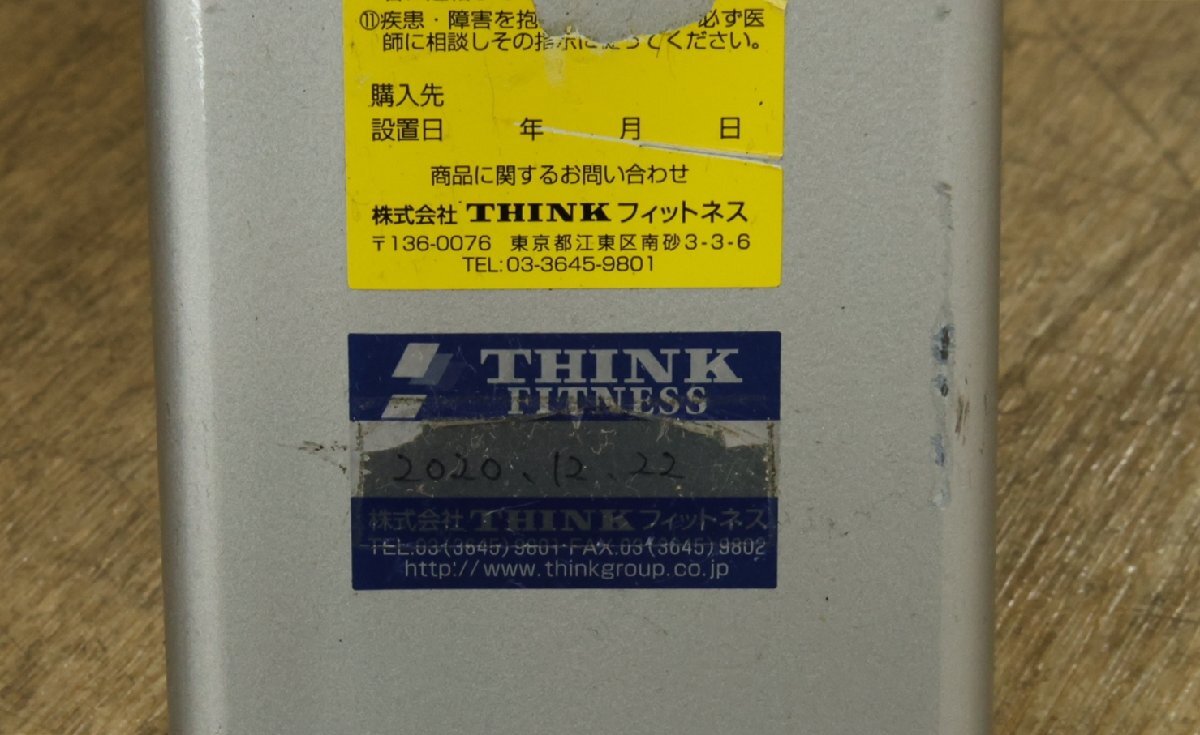 ⑪疾患・障害を抱 必ず医
師に相談しその指示に従ってください。
購入先
設置日 年 月 日
商品に関するお問い合わせ
株式会社 THINK フィットネス
〒136-0076 東京都江東区南砂3-3-6
TEL:03-3645-9801
THINK
FITNESS
2020、12、22
株式会社 THINK フィットネス
TEL.03(3645)9801・FAX.03(3645)9802
http://www.thinkgroup.co.jp